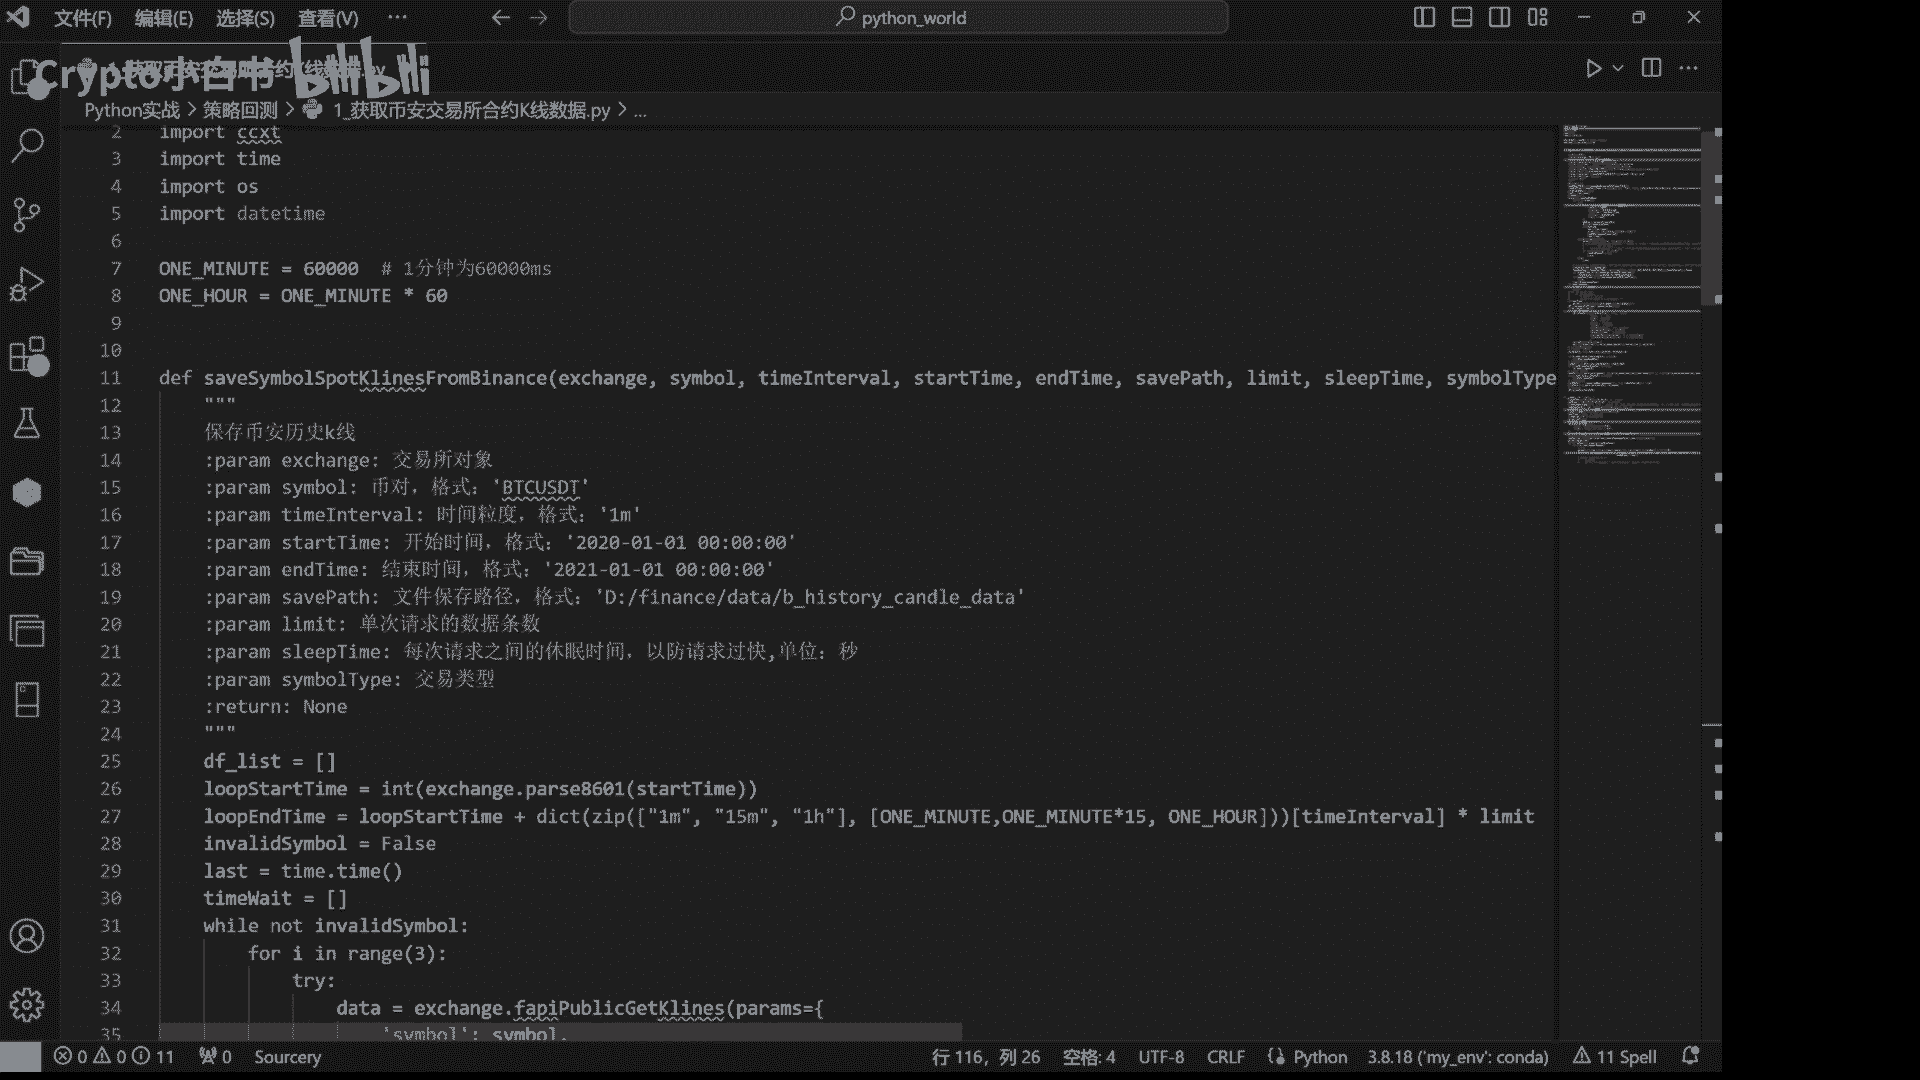 文件(F) 编辑(E) 选择(S) 查看(V) ··· python_world
Crypto小白书 bilibili
Python实战 > 策略回测 > 1_获取币安交易所合约K线数据.py > ...
2 import ccxt
3 import time
4 import os
5 import datetime
6
7 ONE_MINUTE = 60000 # 1分钟为60000ms
8 ONE_HOUR = ONE_MINUTE * 60
9
10
11 def saveSymbolSpotKlinesFromBinance(exchange, symbol, timeInterval, startTime, endTime, savePath, limit, sleepTime, symbolType
12 """
13 保存币安历史k线
14 :param exchange: 交易所对象
15 :param symbol: 币对，格式：'BTCUSDT'
16 :param timeInterval: 时间粒度，格式：'1m'
17 :param startTime: 开始时间，格式：'2020-01-01 00:00:00'
18 :param endTime: 结束时间，格式：'2021-01-01 00:00:00'
19 :param savePath: 文件保存路径，格式：'D:/finance/data/b_history_candle_data'
20 :param limit: 单次请求的数据条数
21 :param sleepTime: 每次请求之间的休眠时间，以防请求过快,单位：秒
22 :param symbolType: 交易类型
23 :return: None
24 """
25 df_list = []
26 loopStartTime = int(exchange.parse8601(startTime))
27 loopEndTime = loopStartTime + dict(zip(["1m", "15m", "1h"], [ONE_MINUTE,ONE_MINUTE*15, ONE_HOUR]))[timeInterval] * limit
28 invalidSymbol = False
29 last = time.time()
30 timeWait = []
31 while not invalidSymbol:
32 for i in range(3):
33 try:
34 data = exchange.fapiPublicGetKlines(params={
35 'symbol': symbol,
0 0 11 0 Sourcery 行 116，列 26 空格: 4 UTF-8 CRLF Python 3.8.18 ('my_env': conda) 11 Spell